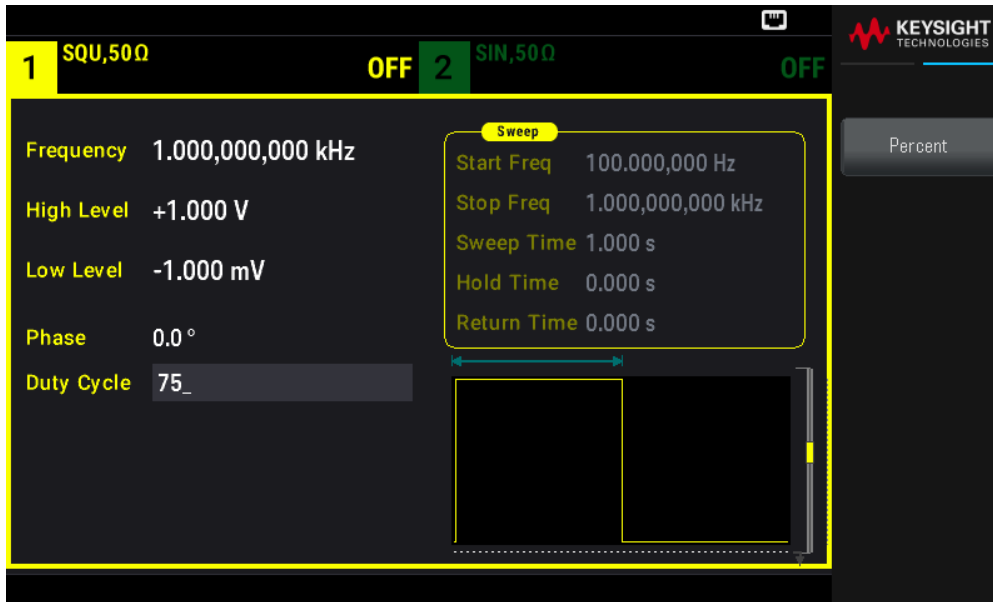 KEYSIGHT
TECHNOLOGIES
1 SQU,50Ω OFF 2 SIN,50Ω OFF
Frequency 1.000,000,000 kHz
High Level +1.000 V
Low Level -1.000 mV
Phase 0.0 °
Duty Cycle 75_
Sweep
Start Freq 100.000,000 Hz
Stop Freq 1.000,000,000 kHz
Sweep Time 1.000 s
Hold Time 0.000 s
Return Time 0.000 s
Percent